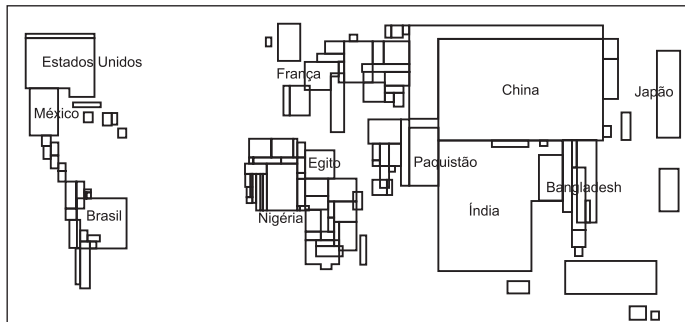 Estados Unidos
México
Brasil
França
Egito
Nigéria
China
Japão
Paquistão
Bangladesh
Índia